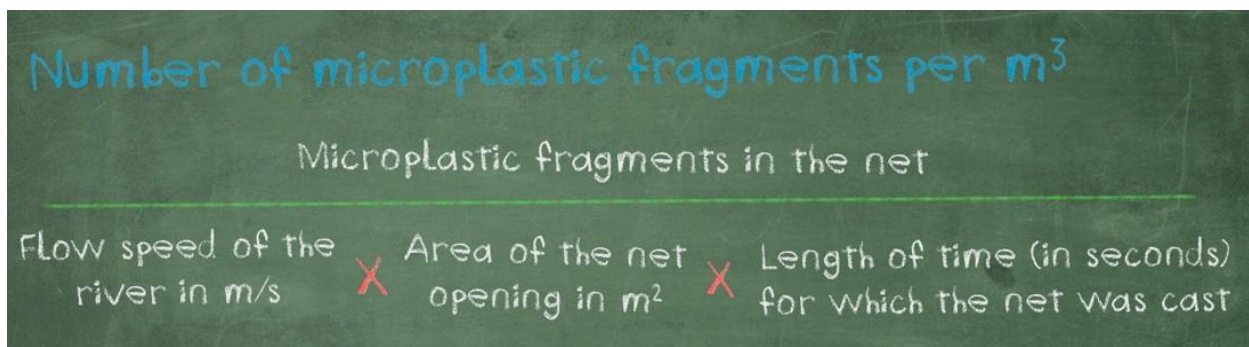 Number of microplastic fragments per m³
Microplastic fragments in the net
Flow speed of the
river in m/s
X
Area of the net
opening in m²
X
Length of time (in seconds)
for which the net was cast